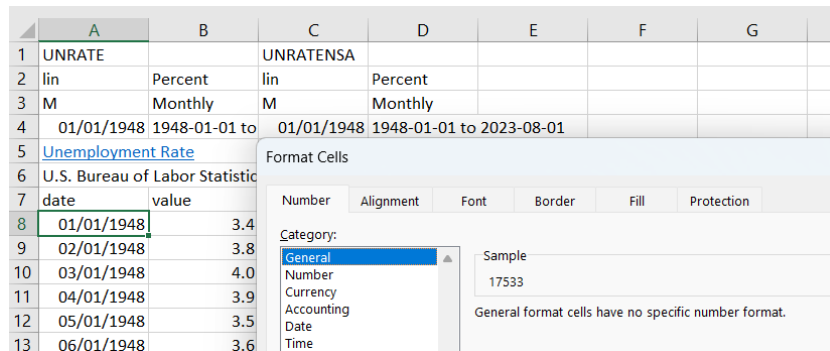 A B C D E F G
1 UNRATE UNRATENSA
2 lin Percent lin Percent
3 M Monthly M Monthly
4 01/01/1948 1948-01-01 to 01/01/1948 1948-01-01 to 2023-08-01
5 Unemployment Rate
6 U.S. Bureau of Labor Statistic
7 date value
8 01/01/1948 3.4
9 02/01/1948 3.8
10 03/01/1948 4.0
11 04/01/1948 3.9
12 05/01/1948 3.5
13 06/01/1948 3.6
Format Cells
Number Alignment Font Border Fill Protection
Category:
General
Number
Currency
Accounting
Date
Time
Sample
17533
General format cells have no specific number format.